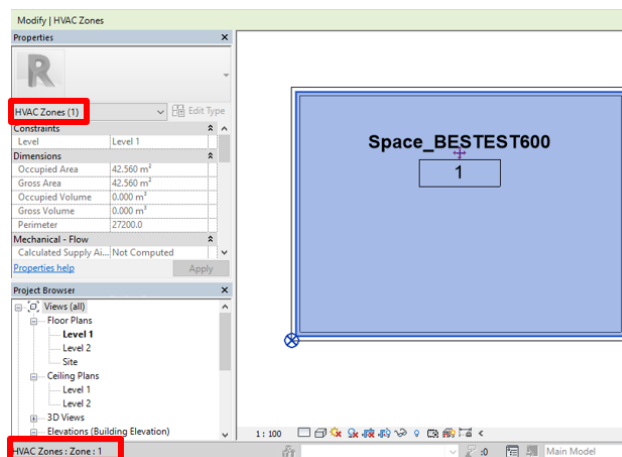 Modify | HVAC Zones
Properties
R
HVAC Zones (1)
Edit Type
Constraints
Level Level 1
Dimensions
Occupied Area 42.560 m²
Gross Area 42.560 m²
Occupied Volume 0.000 m³
Gross Volume 0.000 m³
Perimeter 27200.0
Mechanical - Flow
Calculated Supply Ai... Not Computed
Properties help
Apply
Project Browser
Views (all)
Floor Plans
Level 1
Level 2
Site
Ceiling Plans
Level 1
Level 2
3D Views
Elevations (Building Elevation)
HVAC Zones : Zone : 1
Space_BESTEST600
1
1 : 100
:0
Main Model